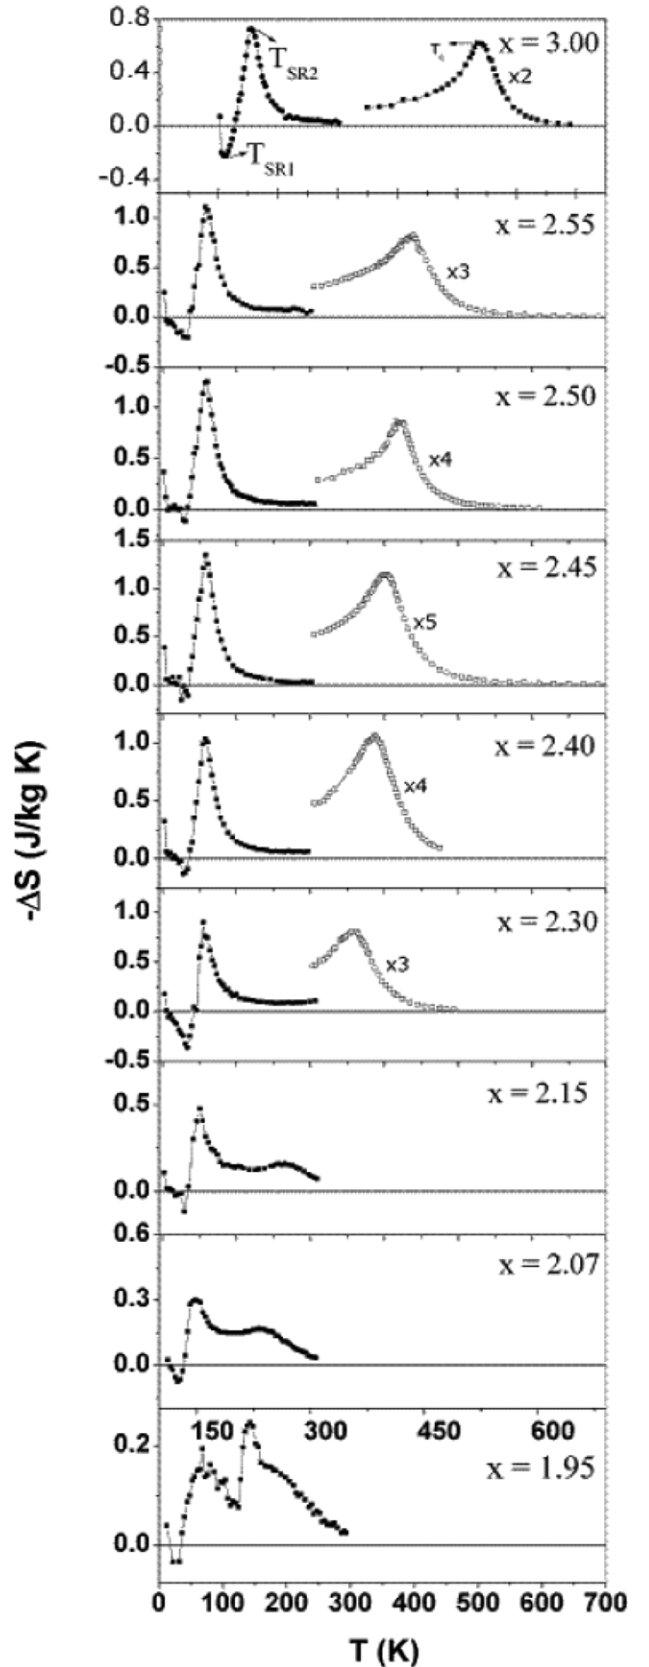 0.8
0.4
0.0
-0.4
T_SR2
T_SR1
x = 3.00
x2
1.0
0.5
0.0
-0.5
x = 2.55
x3
1.0
0.5
0.0
x = 2.50
x4
1.5
1.0
0.5
0.0
x = 2.45
x5
1.0
0.5
0.0
x = 2.40
x4
1.0
0.5
0.0
-0.5
x = 2.30
x3
0.5
0.0
x = 2.15
0.6
0.3
0.0
x = 2.07
150 300 450 600
0.2
0.0
x = 1.95
0 100 200 300 400 500 600 700
T (K)
-ΔS (J/kg K)